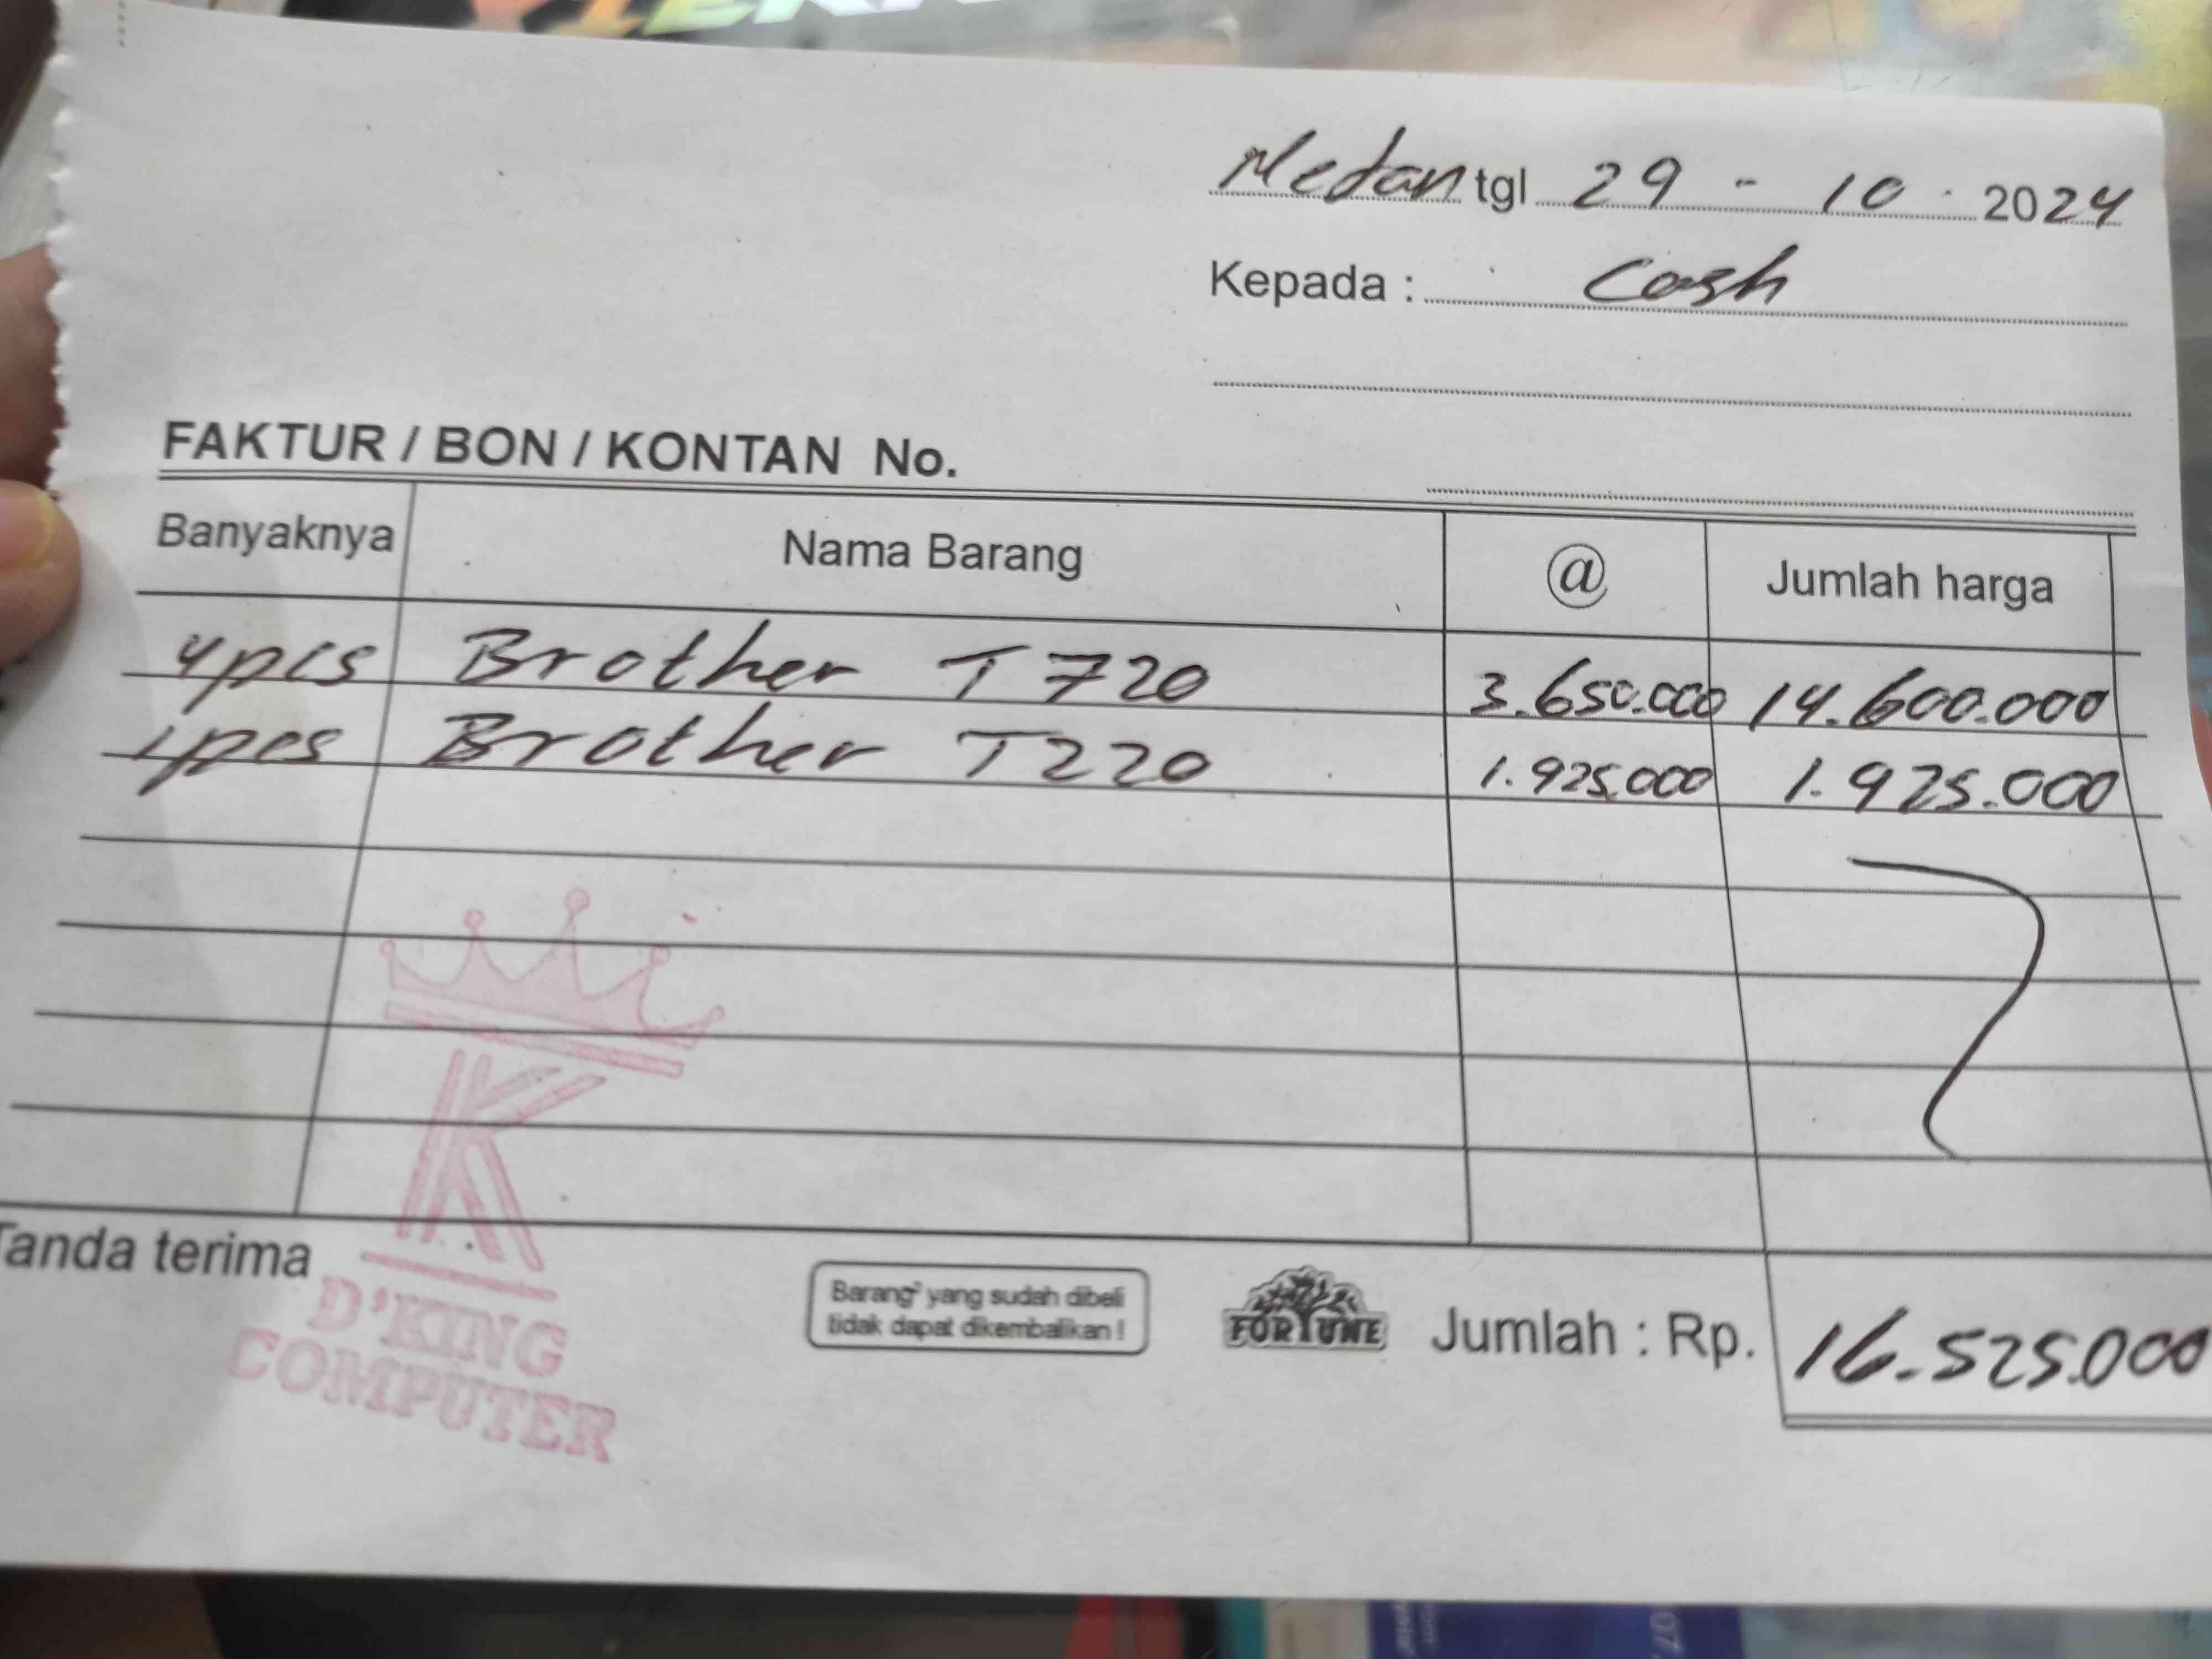 Medan tgl 29 - 10 - 2024
Kepada : Cash
FAKTUR / BON / KONTAN No.
Banyaknya Nama Barang @ Jumlah harga
4pcs Brother T720 3.650.000 14.600.000
1pcs Brother T220 1.925.000 1.925.000
Tanda terima
K
D'KING
COMPUTER
Barang² yang sudah dibeli
tidak dapat dikembalikan !
FORTUNE
Jumlah : Rp. 16.525.000